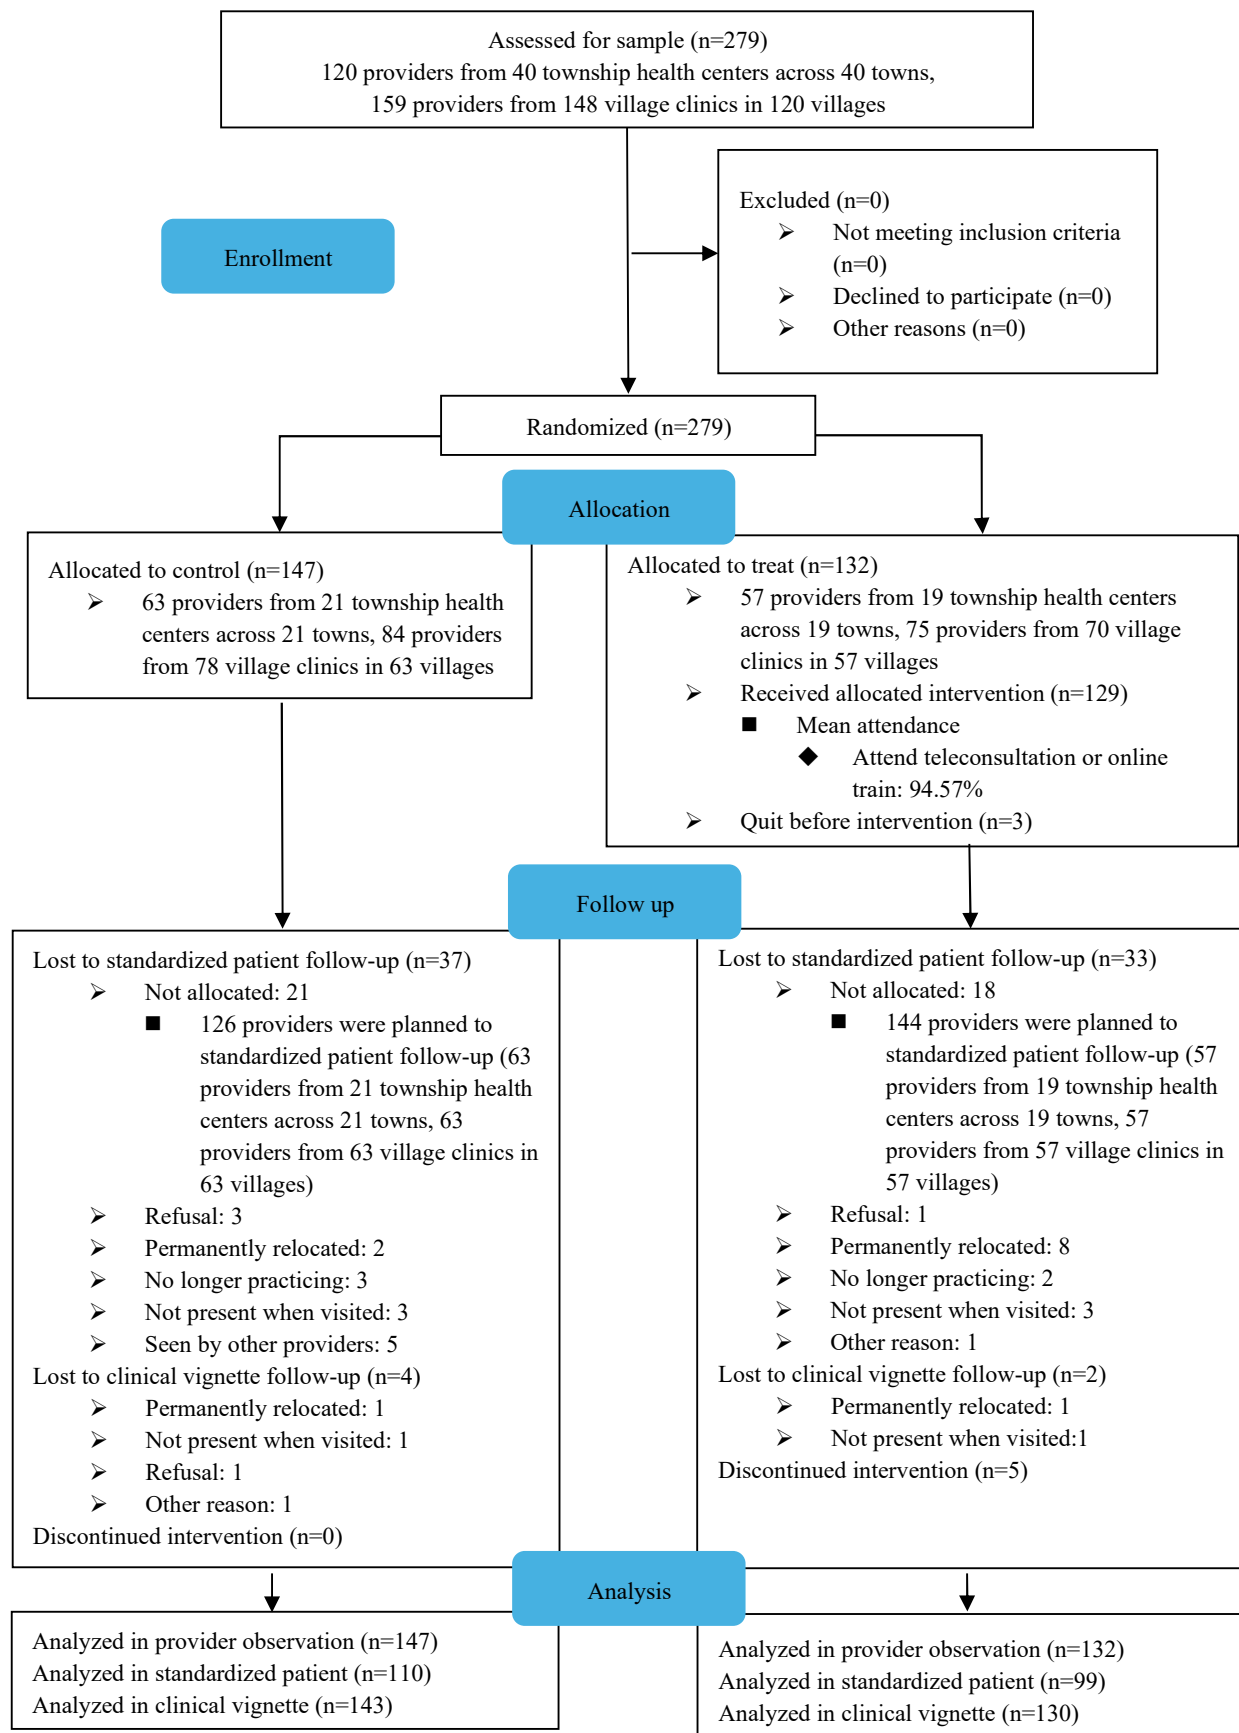 Assessed for sample (n=279)
120 providers from 40 township health centers across 40 towns,
159 providers from 148 village clinics in 120 villages
Excluded (n=0)
➢ Not meeting inclusion criteria
(n=0)
➢ Declined to participate (n=0)
➢ Other reasons (n=0)
Enrollment
Randomized (n=279)
Allocation
Allocated to control (n=147)
➢ 63 providers from 21 township health
centers across 21 towns, 84 providers
from 78 village clinics in 63 villages
Allocated to treat (n=132)
➢ 57 providers from 19 township health centers
across 19 towns, 75 providers from 70 village
clinics in 57 villages
➢ Received allocated intervention (n=129)
■ Mean attendance
◆ Attend teleconsultation or online
train: 94.57%
➢ Quit before intervention (n=3)
Follow up
Lost to standardized patient follow-up (n=37)
➢ Not allocated: 21
■ 126 providers were planned to
standardized patient follow-up (63
providers from 21 township health
centers across 21 towns, 63
providers from 63 village clinics in
63 villages)
➢ Refusal: 3
➢ Permanently relocated: 2
➢ No longer practicing: 3
➢ Not present when visited: 3
➢ Seen by other providers: 5
Lost to clinical vignette follow-up (n=4)
➢ Permanently relocated: 1
➢ Not present when visited: 1
➢ Refusal: 1
➢ Other reason: 1
Discontinued intervention (n=0)
Lost to standardized patient follow-up (n=33)
➢ Not allocated: 18
■ 144 providers were planned to
standardized patient follow-up (57
providers from 19 township health
centers across 19 towns, 57
providers from 57 village clinics in
57 villages)
➢ Refusal: 1
➢ Permanently relocated: 8
➢ No longer practicing: 2
➢ Not present when visited: 3
➢ Other reason: 1
Lost to clinical vignette follow-up (n=2)
➢ Permanently relocated: 1
➢ Not present when visited:1
Discontinued intervention (n=5)
Analysis
Analyzed in provider observation (n=147)
Analyzed in standardized patient (n=110)
Analyzed in clinical vignette (n=143)
Analyzed in provider observation (n=132)
Analyzed in standardized patient (n=99)
Analyzed in clinical vignette (n=130)